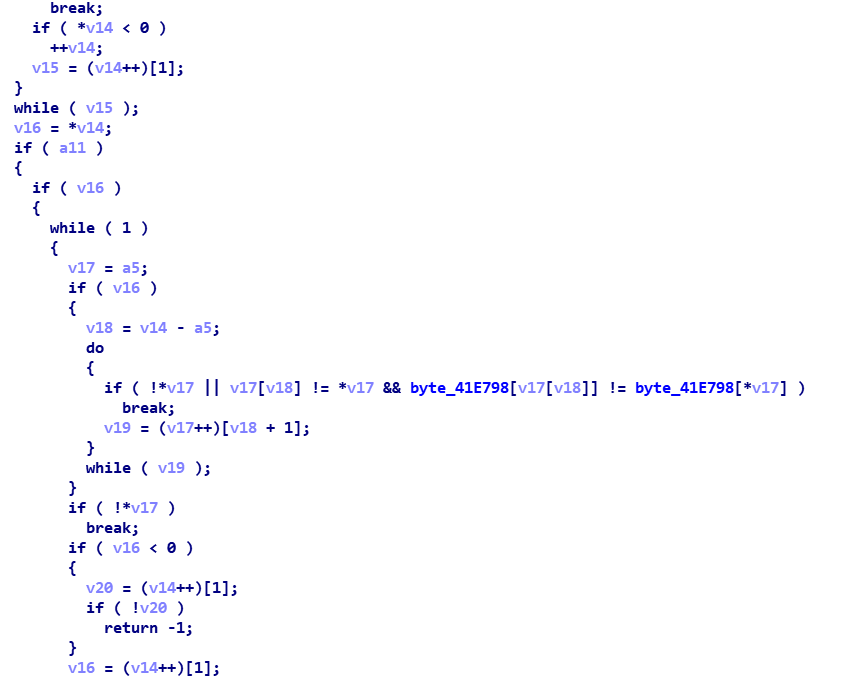 break;
if ( *v14 < 0 )
++v14;
v15 = (v14++)[1];
}
while ( v15 );
v16 = *v14;
if ( a11 )
{
if ( v16 )
{
while ( 1 )
{
v17 = a5;
if ( v16 )
{
v18 = v14 - a5;
do
{
if ( !*v17 || v17[v18] != *v17 && byte_41E798[v17[v18]] != byte_41E798[*v17] )
break;
v19 = (v17++)[v18 + 1];
}
while ( v19 );
}
if ( !*v17 )
break;
if ( v16 < 0 )
{
v20 = (v14++)[1];
if ( !v20 )
return -1;
}
v16 = (v14++)[1];